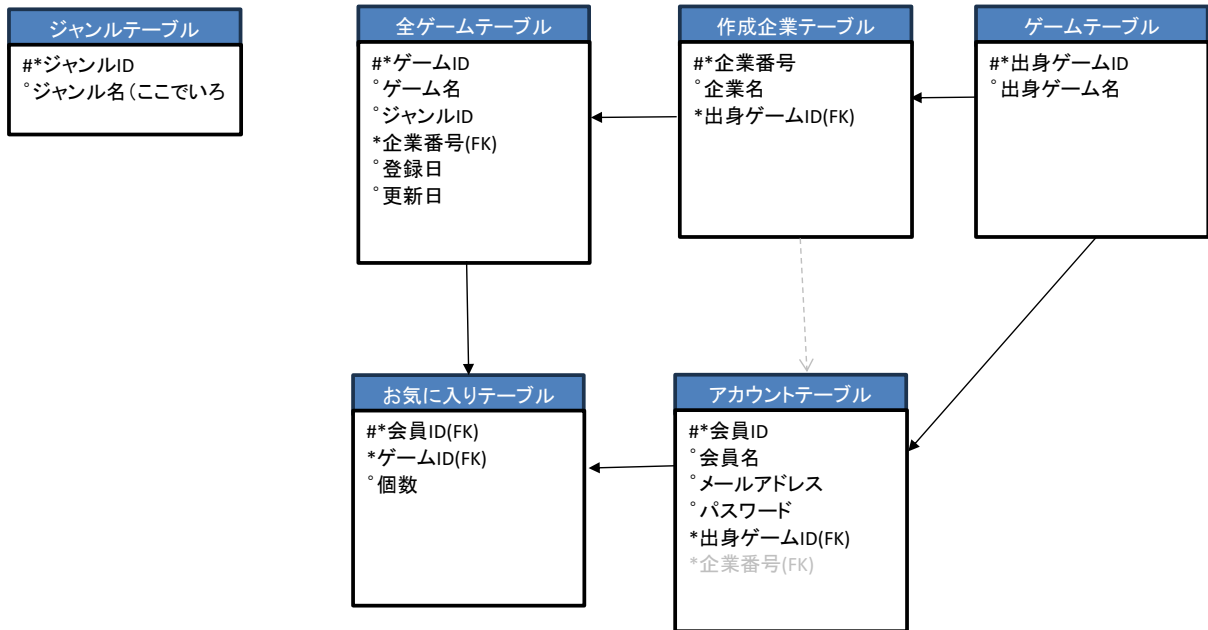 ジャンルテーブル
#*ジャンルID
°ジャンル名(ここでいろ
全ゲームテーブル
#*ゲームID
°ゲーム名
°ジャンルID
*企業番号(FK)
°登録日
°更新日
作成企業テーブル
#*企業番号
°企業名
*出身ゲームID(FK)
ゲームテーブル
#*出身ゲームID
°出身ゲーム名
お気に入りテーブル
#*会員ID(FK)
*ゲームID(FK)
°個数
アカウントテーブル
#*会員ID
°会員名
°メールアドレス
°パスワード
*出身ゲームID(FK)
*企業番号(FK)